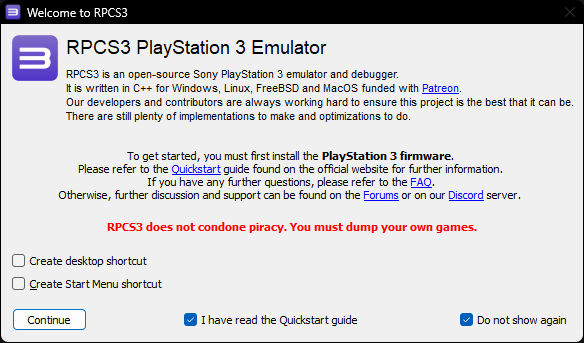 Welcome to RPCS3
RPCS3 PlayStation 3 Emulator
RPCS3 is an open-source Sony PlayStation 3 emulator and debugger.
It is written in C++ for Windows, Linux, FreeBSD and MacOS funded with Patreon.
Our developers and contributors are always working hard to ensure this project is the best that it can be.
There are still plenty of implementations to make and optimizations to do.
To get started, you must first install the PlayStation 3 firmware.
Please refer to the Quickstart guide found on the official website for further information.
If you have any further questions, please refer to the FAQ.
Otherwise, further discussion and support can be found on the Forums or on our Discord server.
RPCS3 does not condone piracy. You must dump your own games.
Create desktop shortcut
Create Start Menu shortcut
Continue
I have read the Quickstart guide
Do not show again